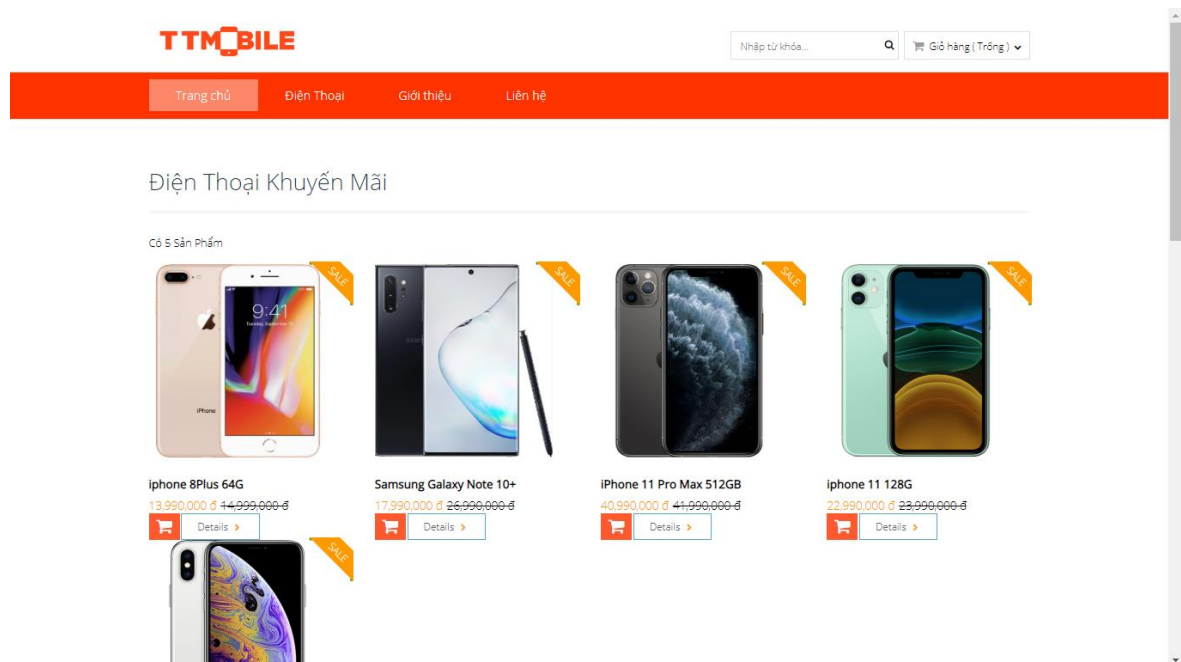 TTMOBILE
Nhập từ khóa...
Giỏ hàng ( Trống )
Trang chủ Điện Thoại Giới thiệu Liên hệ
Điện Thoại Khuyến Mãi
Có 5 Sản Phẩm
SALE SALE SALE SALE
9:41
iPhone
iphone 8Plus 64G
13,990,000 đ 14,999,000 đ
Details
Samsung Galaxy Note 10+
17,990,000 đ 26,990,000 đ
Details
iPhone 11 Pro Max 512GB
40,990,000 đ 41,990,000 đ
Details
iphone 11 128G
22,990,000 đ 23,990,000 đ
Details
SALE